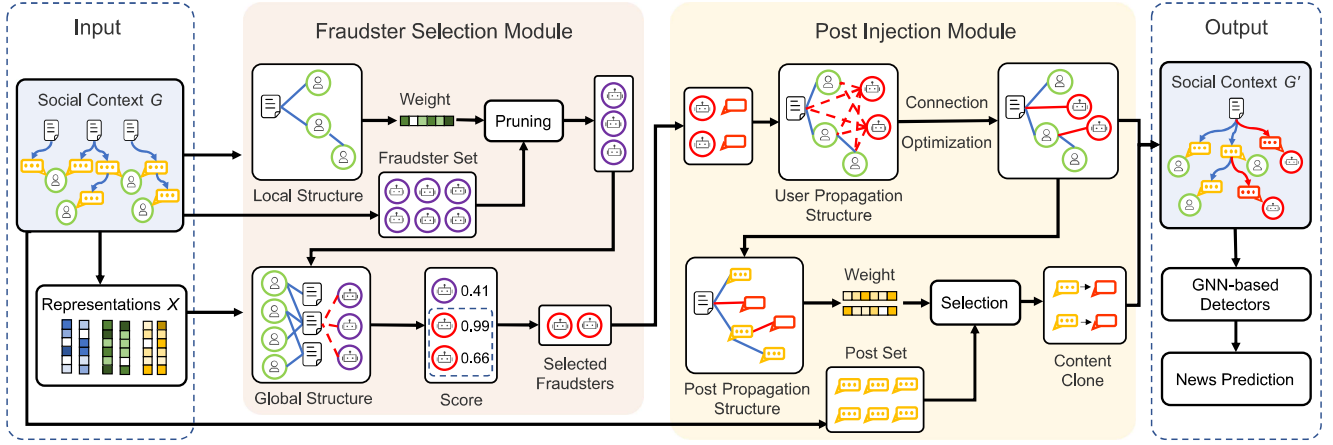 Input
Social Context G
Representations X
Fraudster Selection Module
Local Structure
Weight
Pruning
Fraudster Set
Global Structure
0.41
0.99
0.66
Score
Selected
Fraudsters
Post Injection Module
User Propagation
Structure
Connection
Optimization
Post Propagation
Structure
Weight
Selection
Post Set
Content
Clone
Output
Social Context G'
GNN-based
Detectors
News Prediction